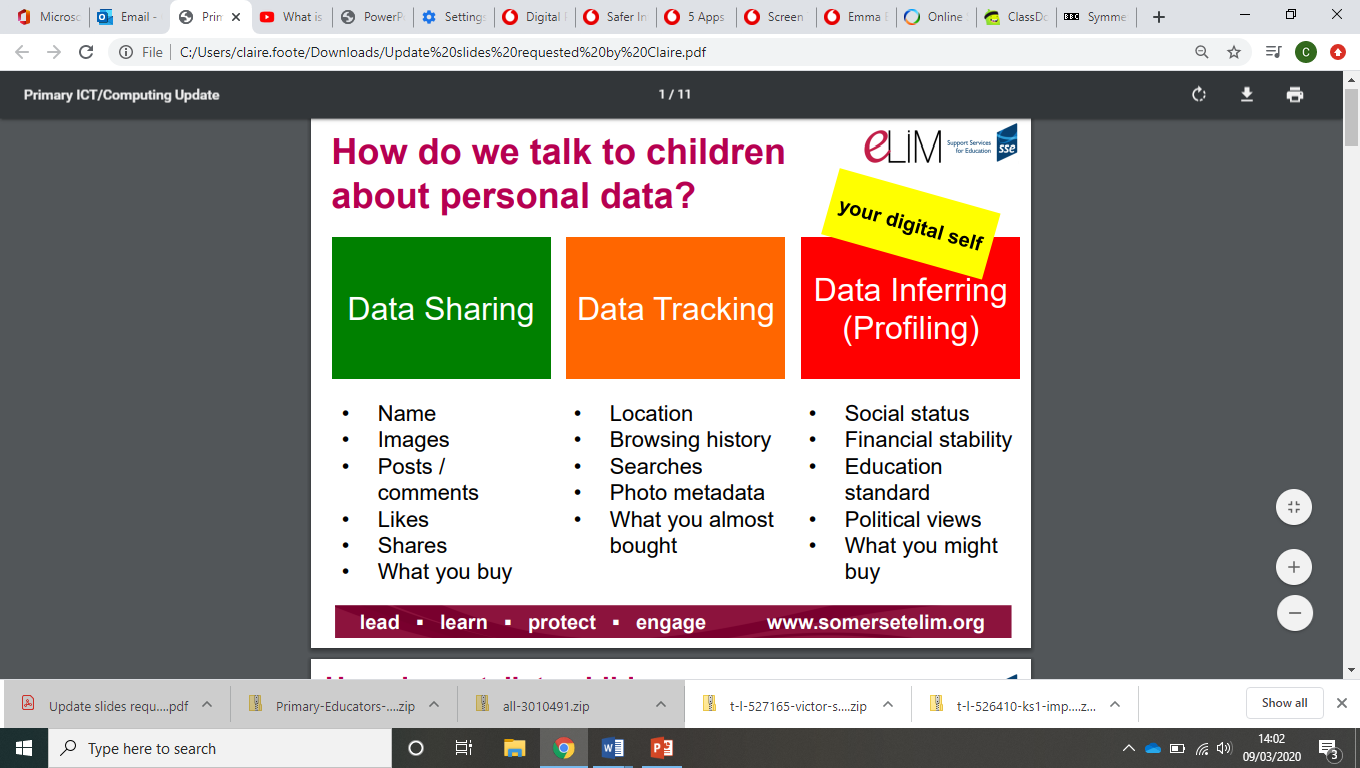 Microsc
Email -
Prim
What is
PowerP
Settings
Digital
Safer In
5 Apps
Screen
Emma
Online
ClassDo
BBC Symme
File C:/Users/claire.foote/Downloads/Update%20slides%20requested%20by%20Claire.pdf
C
Primary ICT/Computing Update
1 / 11
How do we talk to children
about personal data?
eLIM
Support Services
for Education
sse
your digital self
Data Sharing
Data Tracking
Data Inferring
(Profiling)
• Name
• Images
• Posts /
comments
• Likes
• Shares
• What you buy
• Location
• Browsing history
• Searches
• Photo metadata
• What you almost
bought
• Social status
• Financial stability
• Education
standard
• Political views
• What you might
buy
lead ▪ learn ▪ protect ▪ engage www.somersetelim.org
Update slides requ....pdf
Primary-Educators-....zip
all-3010491.zip
t-l-527165-victor-s....zip
t-l-526410-ks1-imp....z...
Show all
Type here to search
14:02
09/03/2020
3